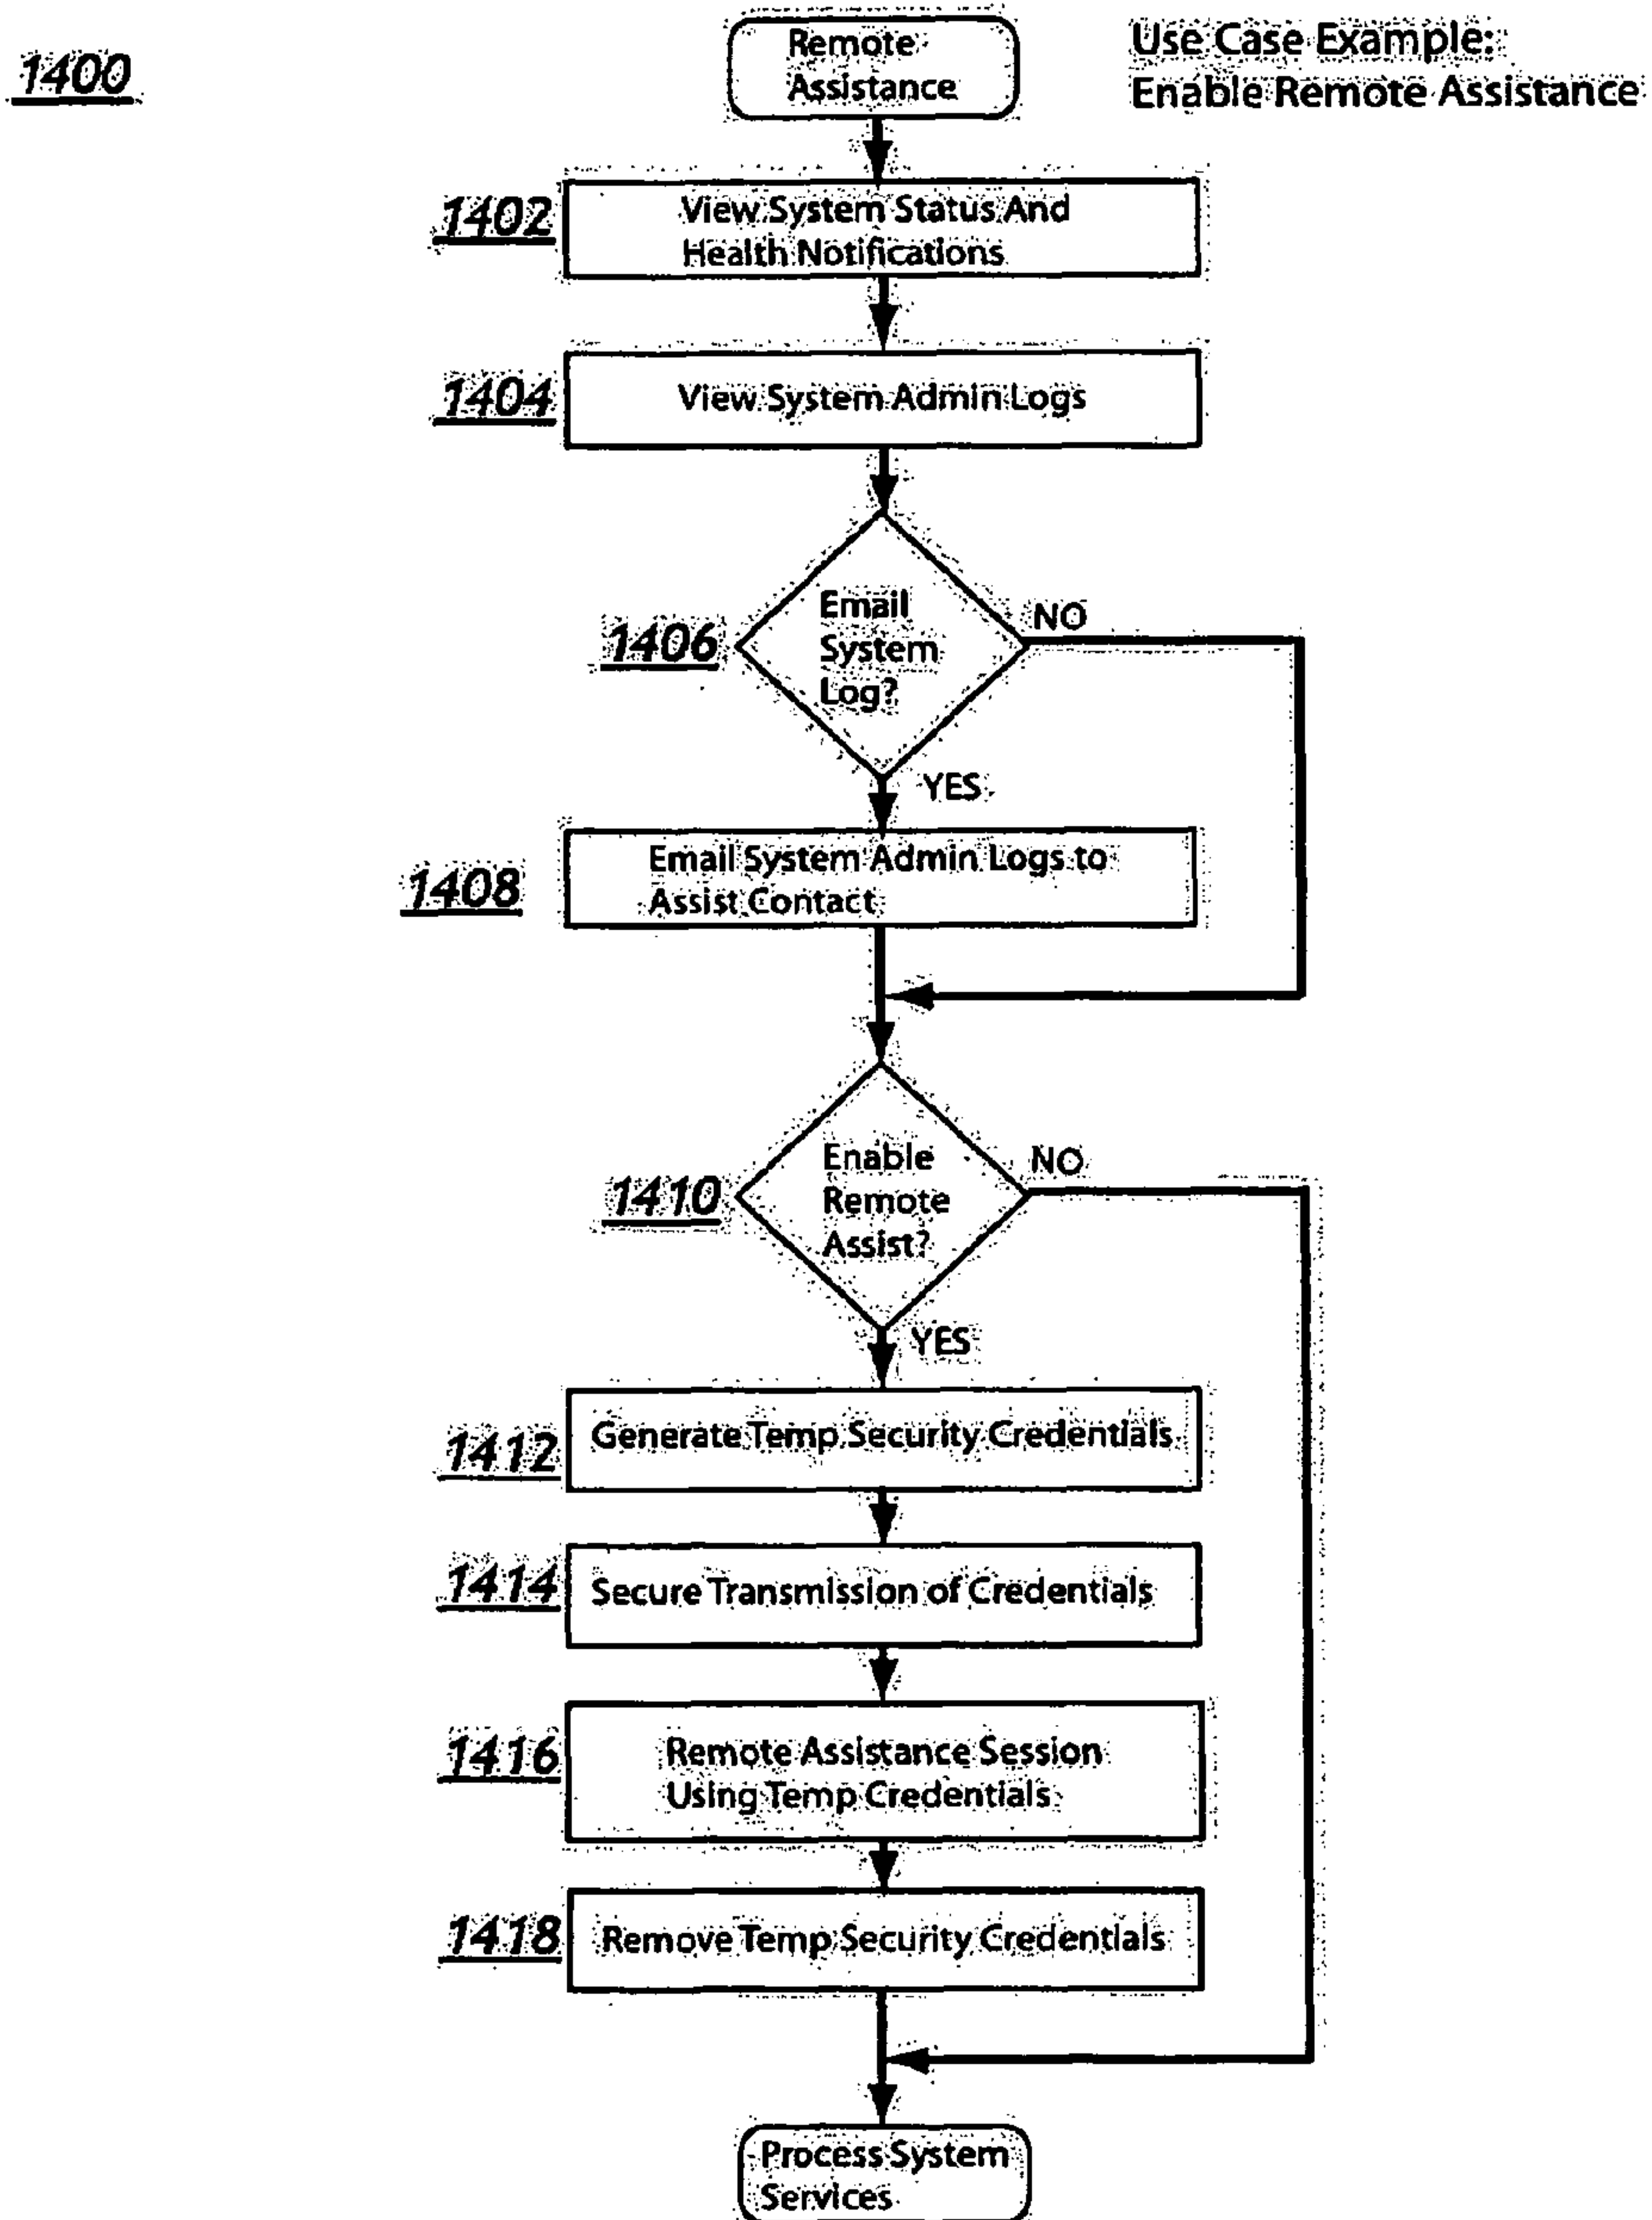 1400
Remote
Assistance
Use Case Example:
Enable Remote Assistance
1402
View System Status And
Health Notifications
1404
View System Admin Logs
1406
Email
System
Log?
NO
YES
1408
Email System Admin Logs to
Assist Contact
1410
Enable
Remote
Assist?
NO
YES
1412
Generate Temp Security Credentials
1414
Secure Transmission of Credentials
1416
Remote Assistance Session
Using Temp Credentials
1418
Remove Temp Security Credentials
Process System
Services